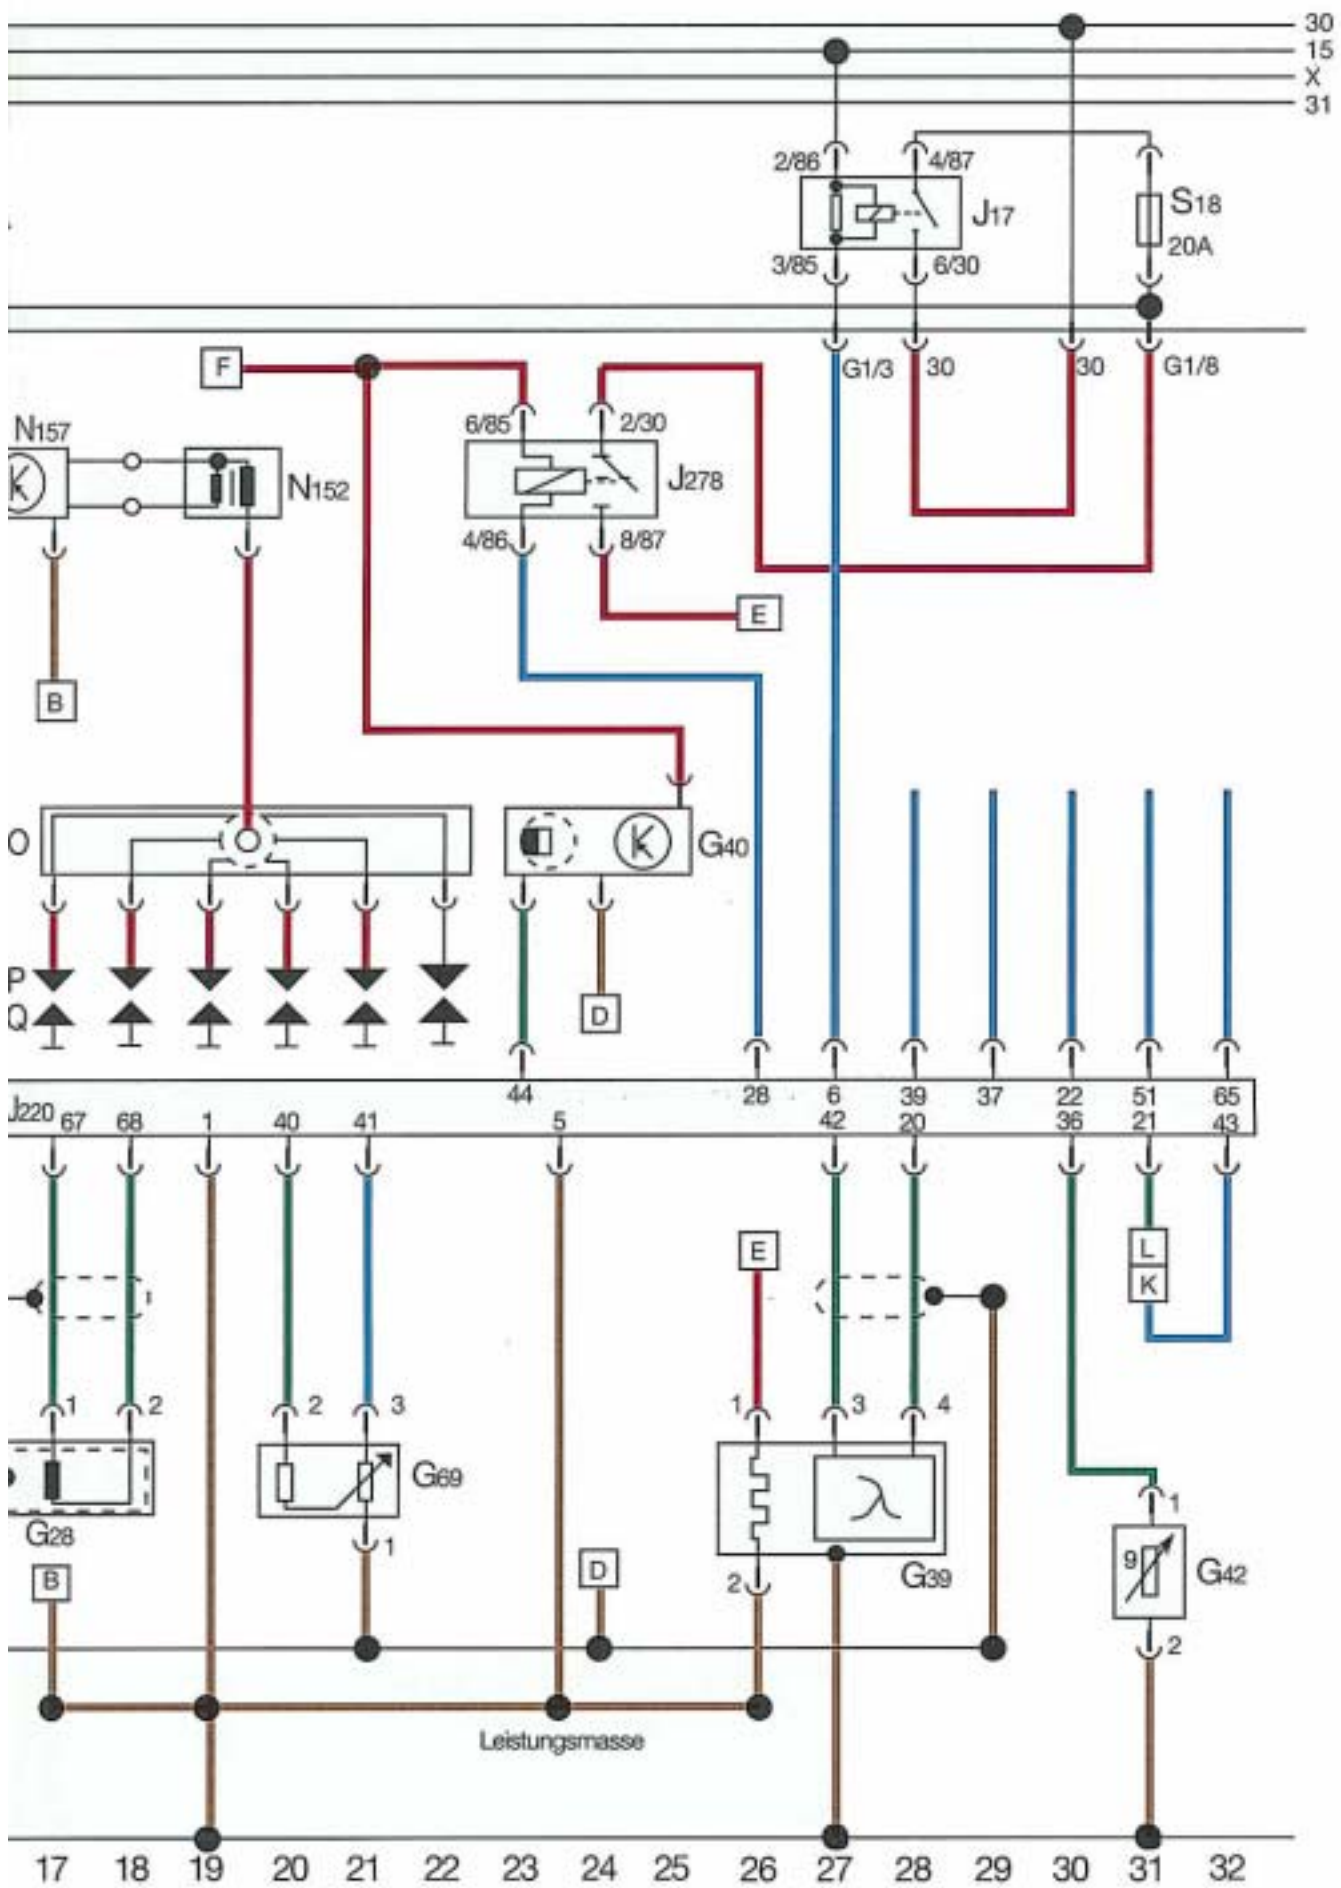 30
15
X
31
2/86 4/87
J17 S18
20A
3/85 6/30
F G1/3 30 30 G1/8
6/85 2/30
N157
N152 J278
4/86 8/87
E
B
O G40
P
Q
D
44 28 6 39 37 22 51 65
J220 67 68 1 40 41 5 42 20 36 21 43
E L
K
1 2 2 3 1 3 4
G69
1
G28 1
9 G42
B D 2 G39
2
Leistungsmasse
17 18 19 20 21 22 23 24 25 26 27 28 29 30 31 32